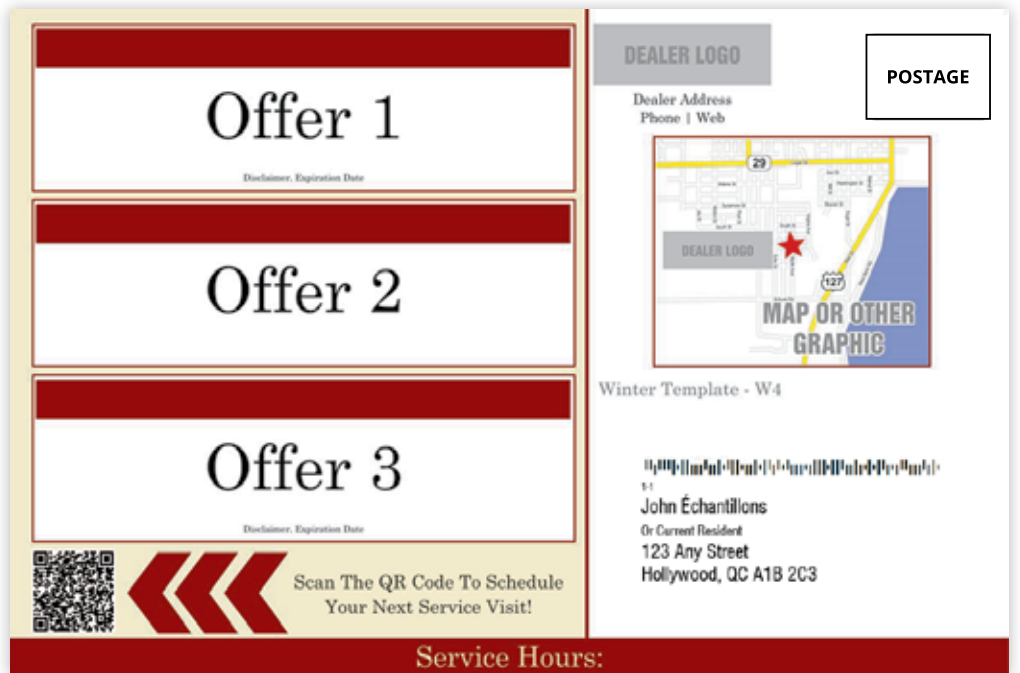 Offer 1
Disclaimer. Expiration Date
Offer 2
Offer 3
Disclaimer. Expiration Date
Scan The QR Code To Schedule
Your Next Service Visit!
DEALER LOGO
Dealer Address
Phone | Web
POSTAGE
29
DEALER LOGO
127
MAP OR OTHER
GRAPHIC
Winter Template - W4
John Échantillons
Or Current Resident
123 Any Street
Hollywood, QC A1B 2C3
Service Hours: